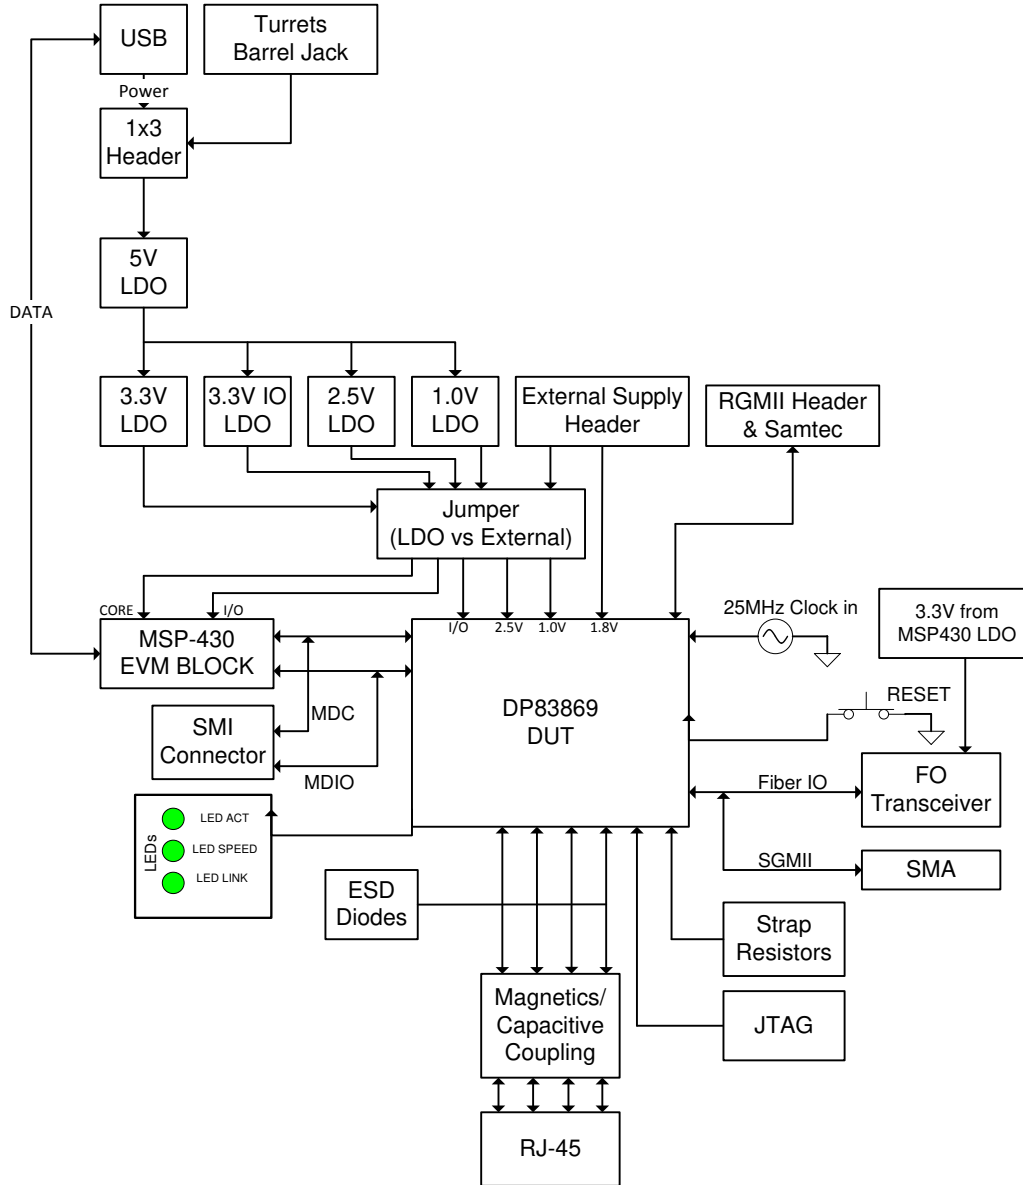 USB
Turrets
Barrel Jack
Power
1x3
Header
5V
LDO
DATA
3.3V
LDO
3.3V IO
LDO
2.5V
LDO
1.0V
LDO
External Supply
Header
RGMII Header
& Samtec
Jumper
(LDO vs External)
CORE
I/O
MSP-430
EVM BLOCK
I/O
2.5V
1.0V
1.8V
DP83869
DUT
25MHz Clock in
3.3V from
MSP430 LDO
RESET
SMI
Connector
MDC
MDIO
Fiber IO
FO
Transceiver
SGMII
SMA
LEDs
LED ACT
LED SPEED
LED LINK
ESD
Diodes
Strap
Resistors
Magnetics/
Capacitive
Coupling
JTAG
RJ-45